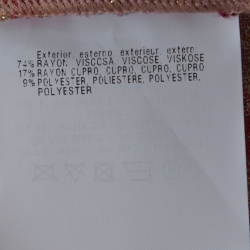 Exterior, esterno, exterieur, extern
74% RAYON VISCOSA, VISCOSE, VISKOSE
17% RAYON CUPRO, CUPRO, CUPRO, CUPRO
9% POLYESTER, POLIESTERE, POLYESTER,
POLYESTER